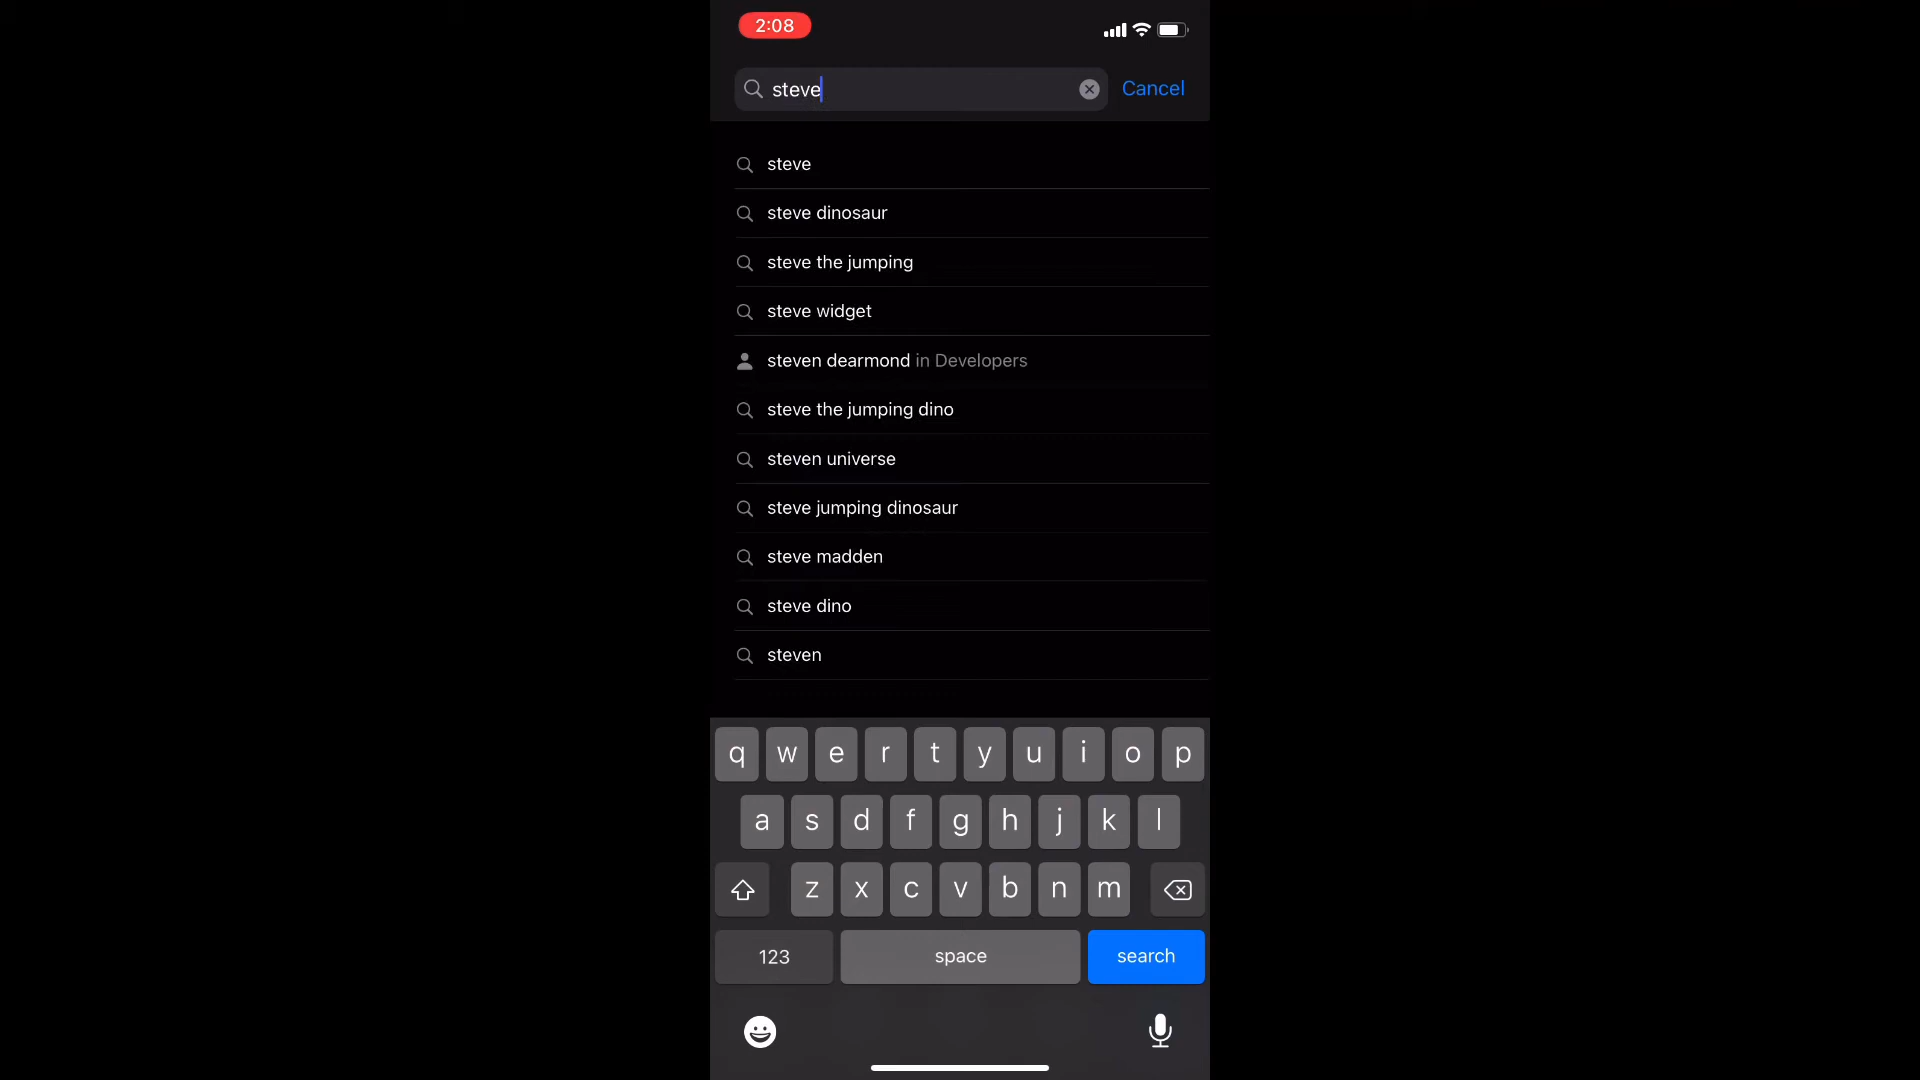 2:08
steve
Cancel
steve
steve dinosaur
steve the jumping
steve widget
steven dearmond in Developers
steve the jumping dino
steven universe
steve jumping dinosaur
steve madden
steve dino
steven
q w e r t y u i o p
a s d f g h j k l
z x c v b n m
123 space search